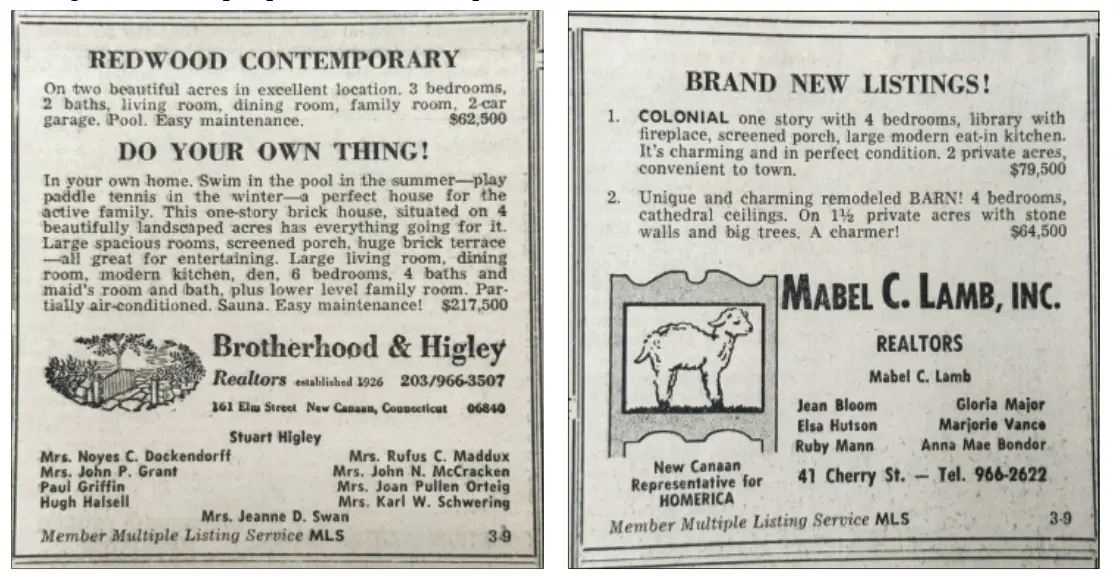 REDWOOD CONTEMPORARY
On two beautiful acres in excellent location. 3 bedrooms,
2 baths, living room, dining room, family room, 2-car
garage. Pool. Easy maintenance. $62,500
DO YOUR OWN THING!
In your own home. Swim in the pool in the summer—play
paddle tennis in the winter—a perfect house for the
active family. This one-story brick house, situated on 4
beautifully landscaped acres has everything going for it.
Large spacious rooms, screened porch, huge brick terrace
—all great for entertaining. Large living room, dining
room, modern kitchen, den, 6 bedrooms, 4 baths and
maid's room and bath, plus lower level family room. Par-
tially air-conditioned. Sauna. Easy maintenance! $217,500
Brotherhood & Higley
Realtors established 1926 203/966-3507
161 Elm Street New Canaan, Connecticut 06840
Stuart Higley
Mrs. Noyes C. Dockendorff Mrs. Rufus C. Maddux
Mrs. John P. Grant Mrs. John N. McCracken
Paul Griffin Mrs. Joan Pullen Orteig
Hugh Halsell Mrs. Karl W. Schwering
Mrs. Jeanne D. Swan
Member Multiple Listing Service MLS 3-9
BRAND NEW LISTINGS!
1. COLONIAL one story with 4 bedrooms, library with
fireplace, screened porch, large modern eat-in kitchen.
It's charming and in perfect condition. 2 private acres,
convenient to town. $79,500
2. Unique and charming remodeled BARN! 4 bedrooms,
cathedral ceilings. On 1½ private acres with stone
walls and big trees. A charmer! $64,500
MABEL C. LAMB, INC.
REALTORS
Mabel C. Lamb
Jean Bloom Gloria Major
Elsa Hutson Marjorie Vance
Ruby Mann Anna Mae Bondor
41 Cherry St. — Tel. 966-2622
New Canaan
Representative for
HOMERICA
Member Multiple Listing Service MLS 3-9